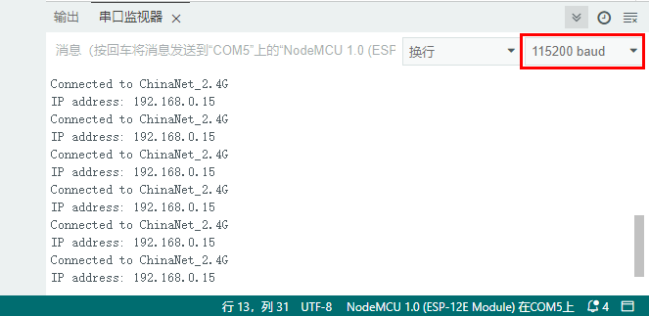 输出 串口监视器
消息（按回车将消息发送到“COM5”上的“NodeMCU 1.0 (ESF 换行 115200 baud
Connected to ChinaNet_2.4G
IP address: 192.168.0.15
Connected to ChinaNet_2.4G
IP address: 192.168.0.15
Connected to ChinaNet_2.4G
IP address: 192.168.0.15
Connected to ChinaNet_2.4G
IP address: 192.168.0.15
Connected to ChinaNet_2.4G
IP address: 192.168.0.15
Connected to ChinaNet_2.4G
IP address: 192.168.0.15
行 13，列 31 UTF-8 NodeMCU 1.0 (ESP-12E Module) 在COM5上 4